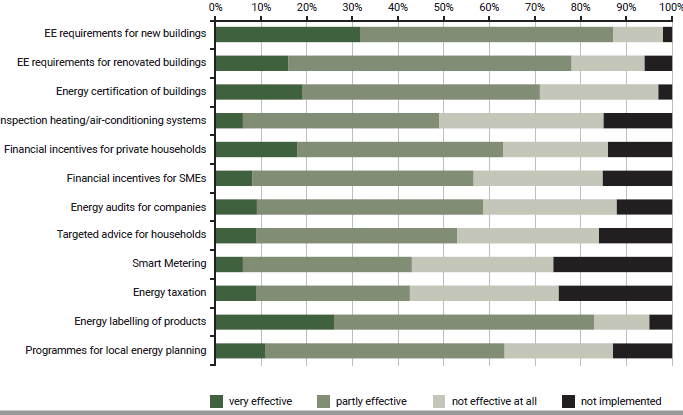 0% 10% 20% 30% 40% 50% 60% 70% 80% 90% 100%
EE requirements for new buildings
EE requirements for renovated buildings
Energy certification of buildings
nspection heating/air-conditioning systems
Financial incentives for private households
Financial incentives for SMEs
Energy audits for companies
Targeted advice for households
Smart Metering
Energy taxation
Energy labelling of products
Programmes for local energy planning
very effective partly effective not effective at all not implemented